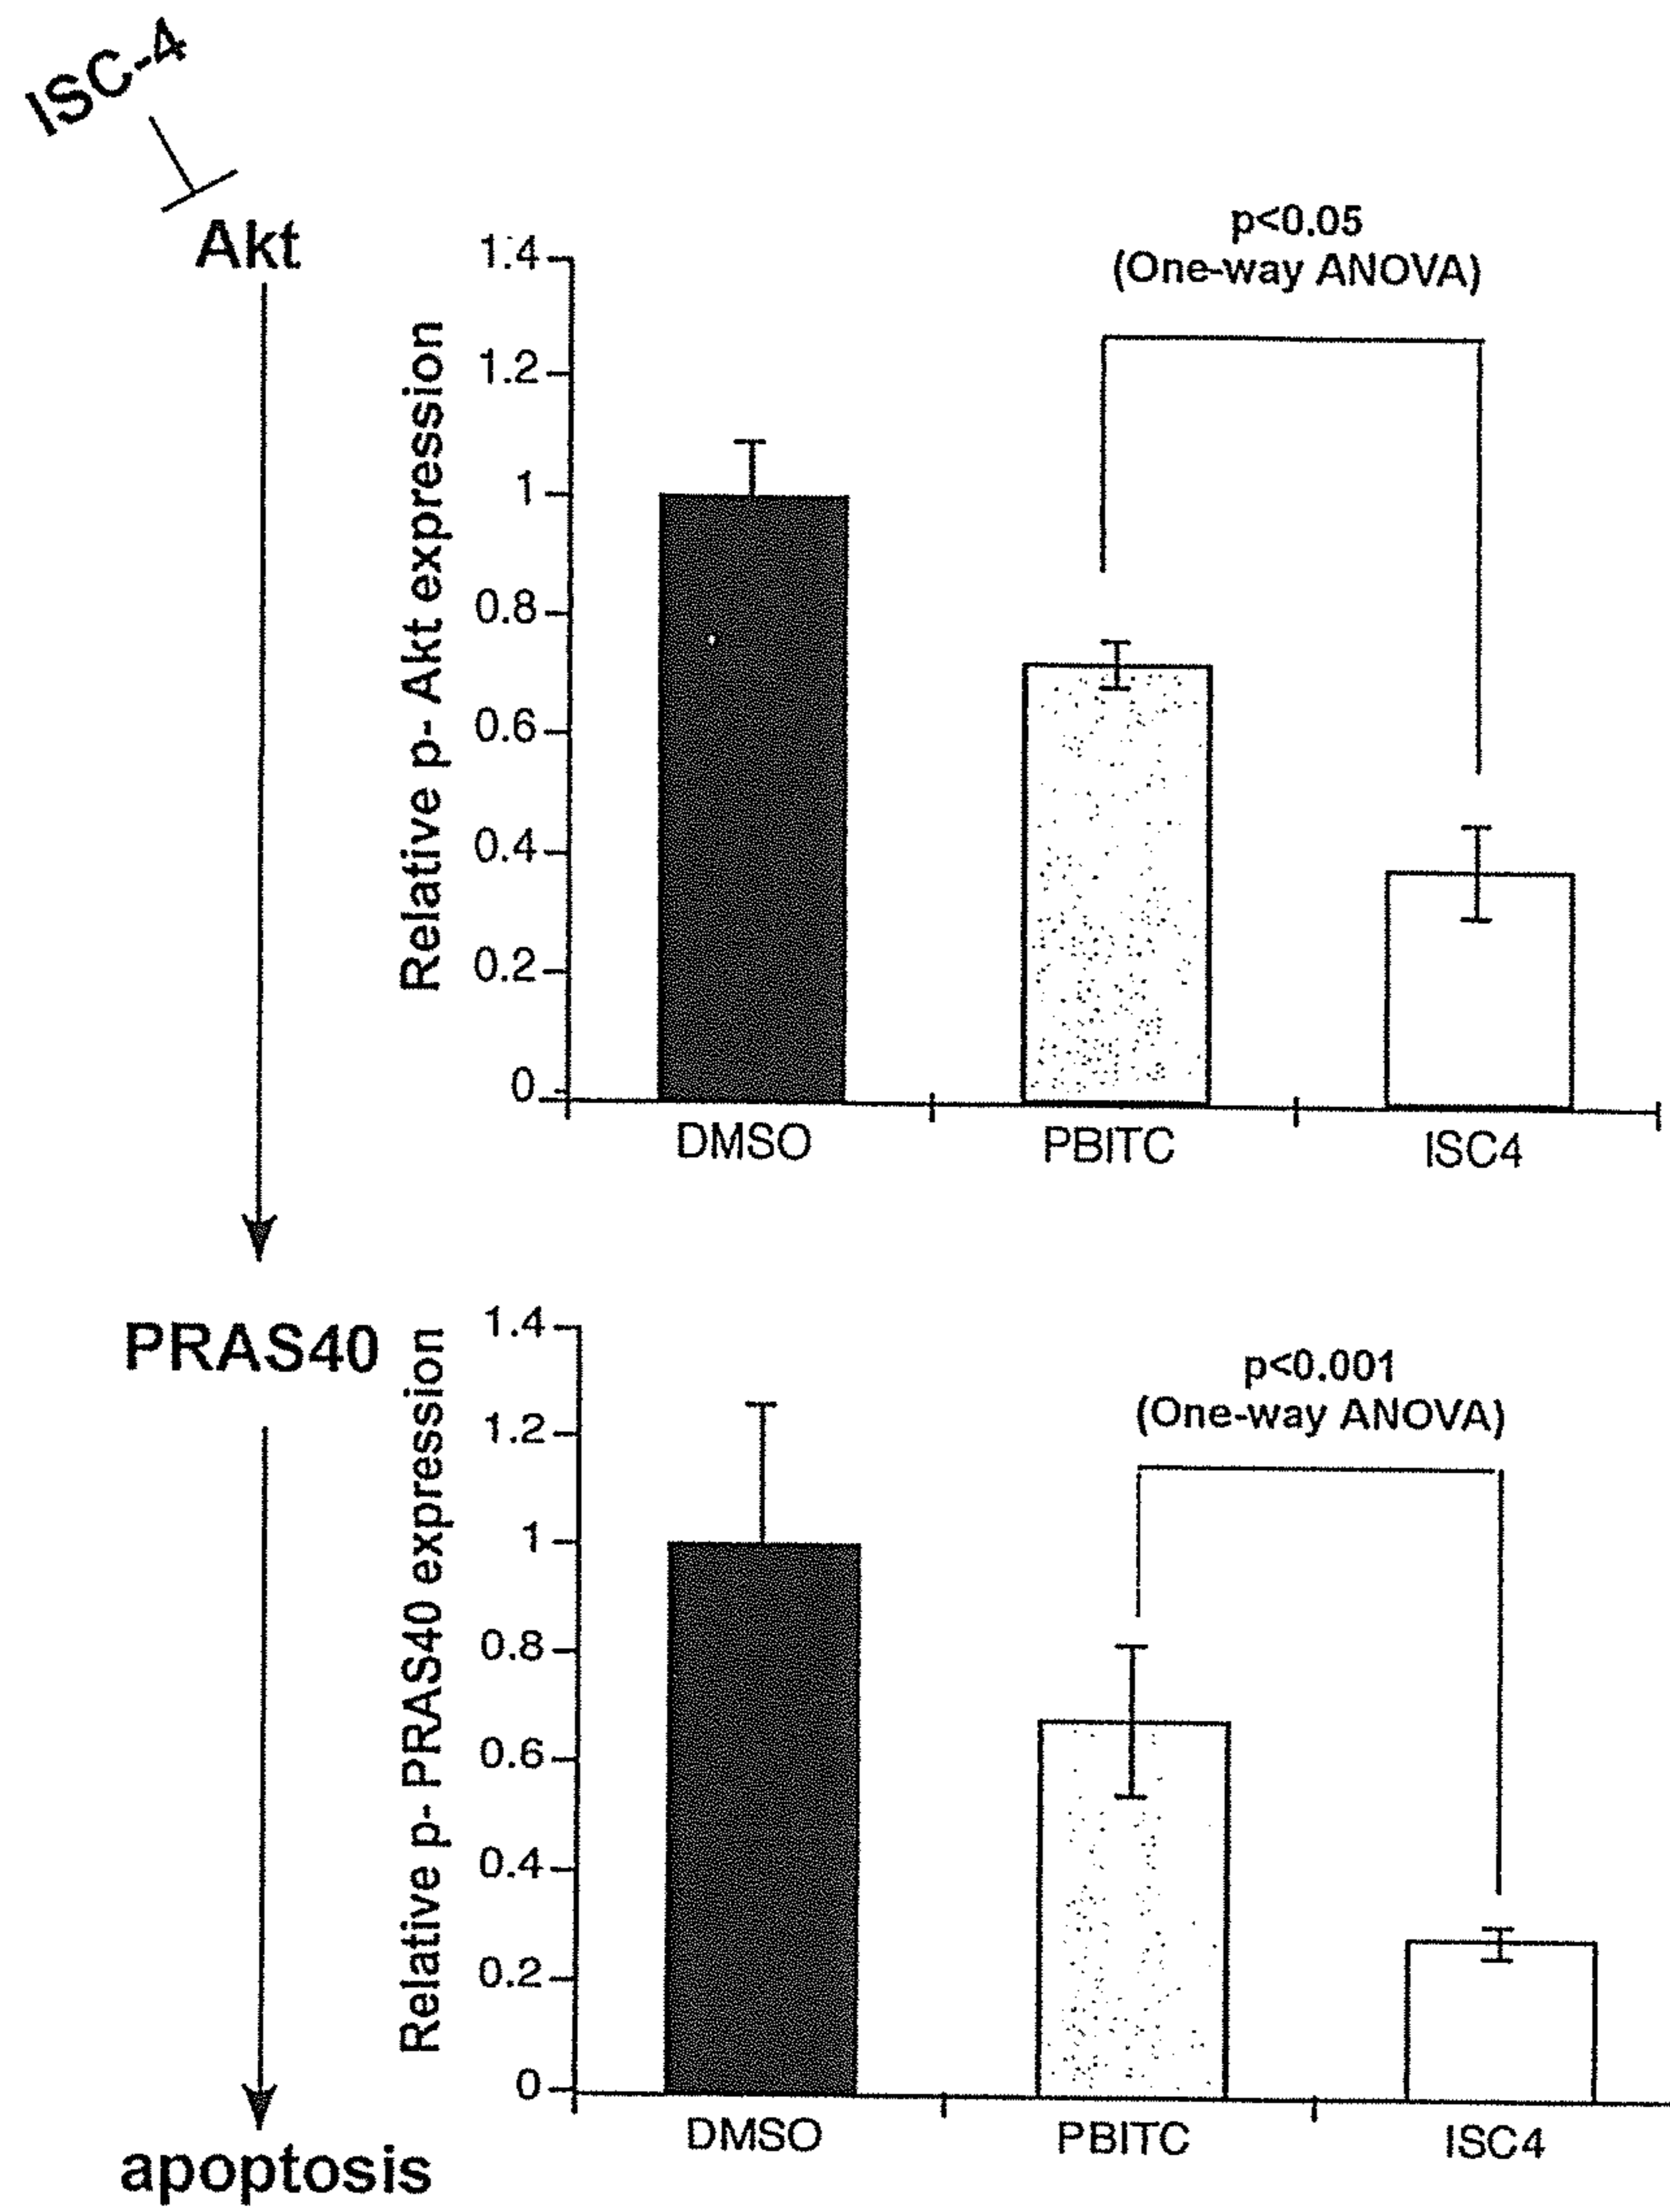 ISC-4
Akt
p<0.05
(One-way ANOVA)
Relative p- Akt expression
1.4
1.2
1
0.8
0.6
0.4
0.2
0
DMSO
PBITC
ISC4
PRAS40
p<0.001
(One-way ANOVA)
Relative p- PRAS40 expression
1.4
1.2
1
0.8
0.6
0.4
0.2
0
DMSO
PBITC
ISC4
apoptosis